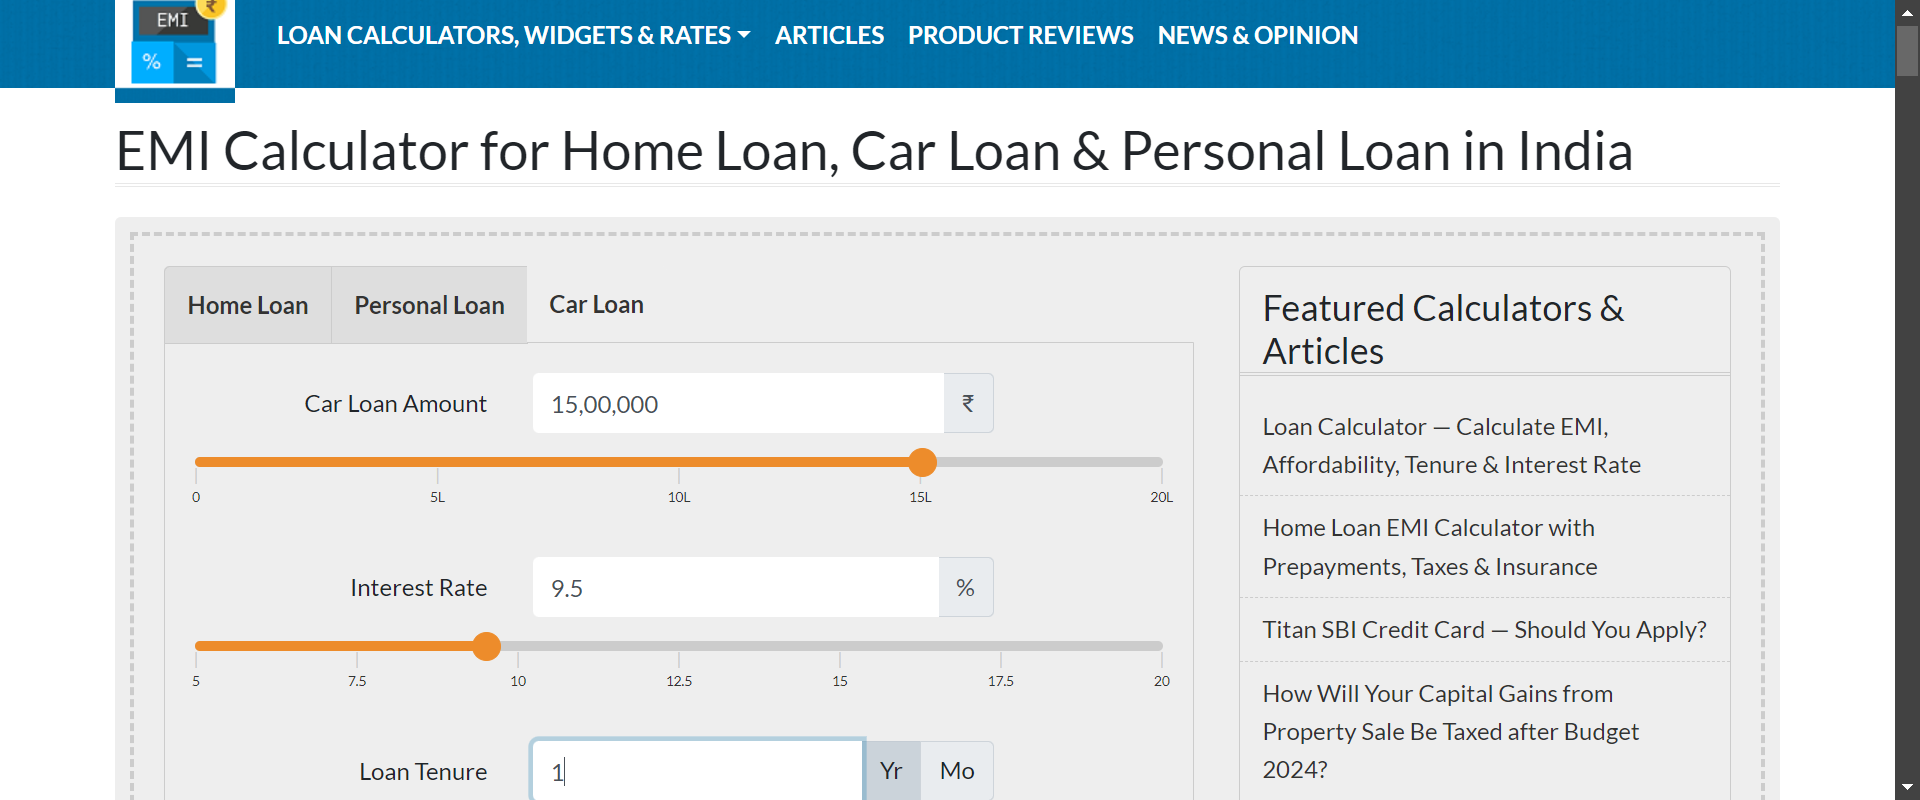 EMI
₹
%
=
LOAN CALCULATORS, WIDGETS & RATES
ARTICLES
PRODUCT REVIEWS
NEWS & OPINION
EMI Calculator for Home Loan, Car Loan & Personal Loan in India
Home Loan
Personal Loan
Car Loan
Car Loan Amount
15,00,000
₹
0
5L
10L
15L
20L
Interest Rate
9.5
%
5
7.5
10
12.5
15
17.5
20
Loan Tenure
1
Yr
Mo
Featured Calculators &
Articles
Loan Calculator — Calculate EMI,
Affordability, Tenure & Interest Rate
Home Loan EMI Calculator with
Prepayments, Taxes & Insurance
Titan SBI Credit Card — Should You Apply?
How Will Your Capital Gains from
Property Sale Be Taxed after Budget
2024?